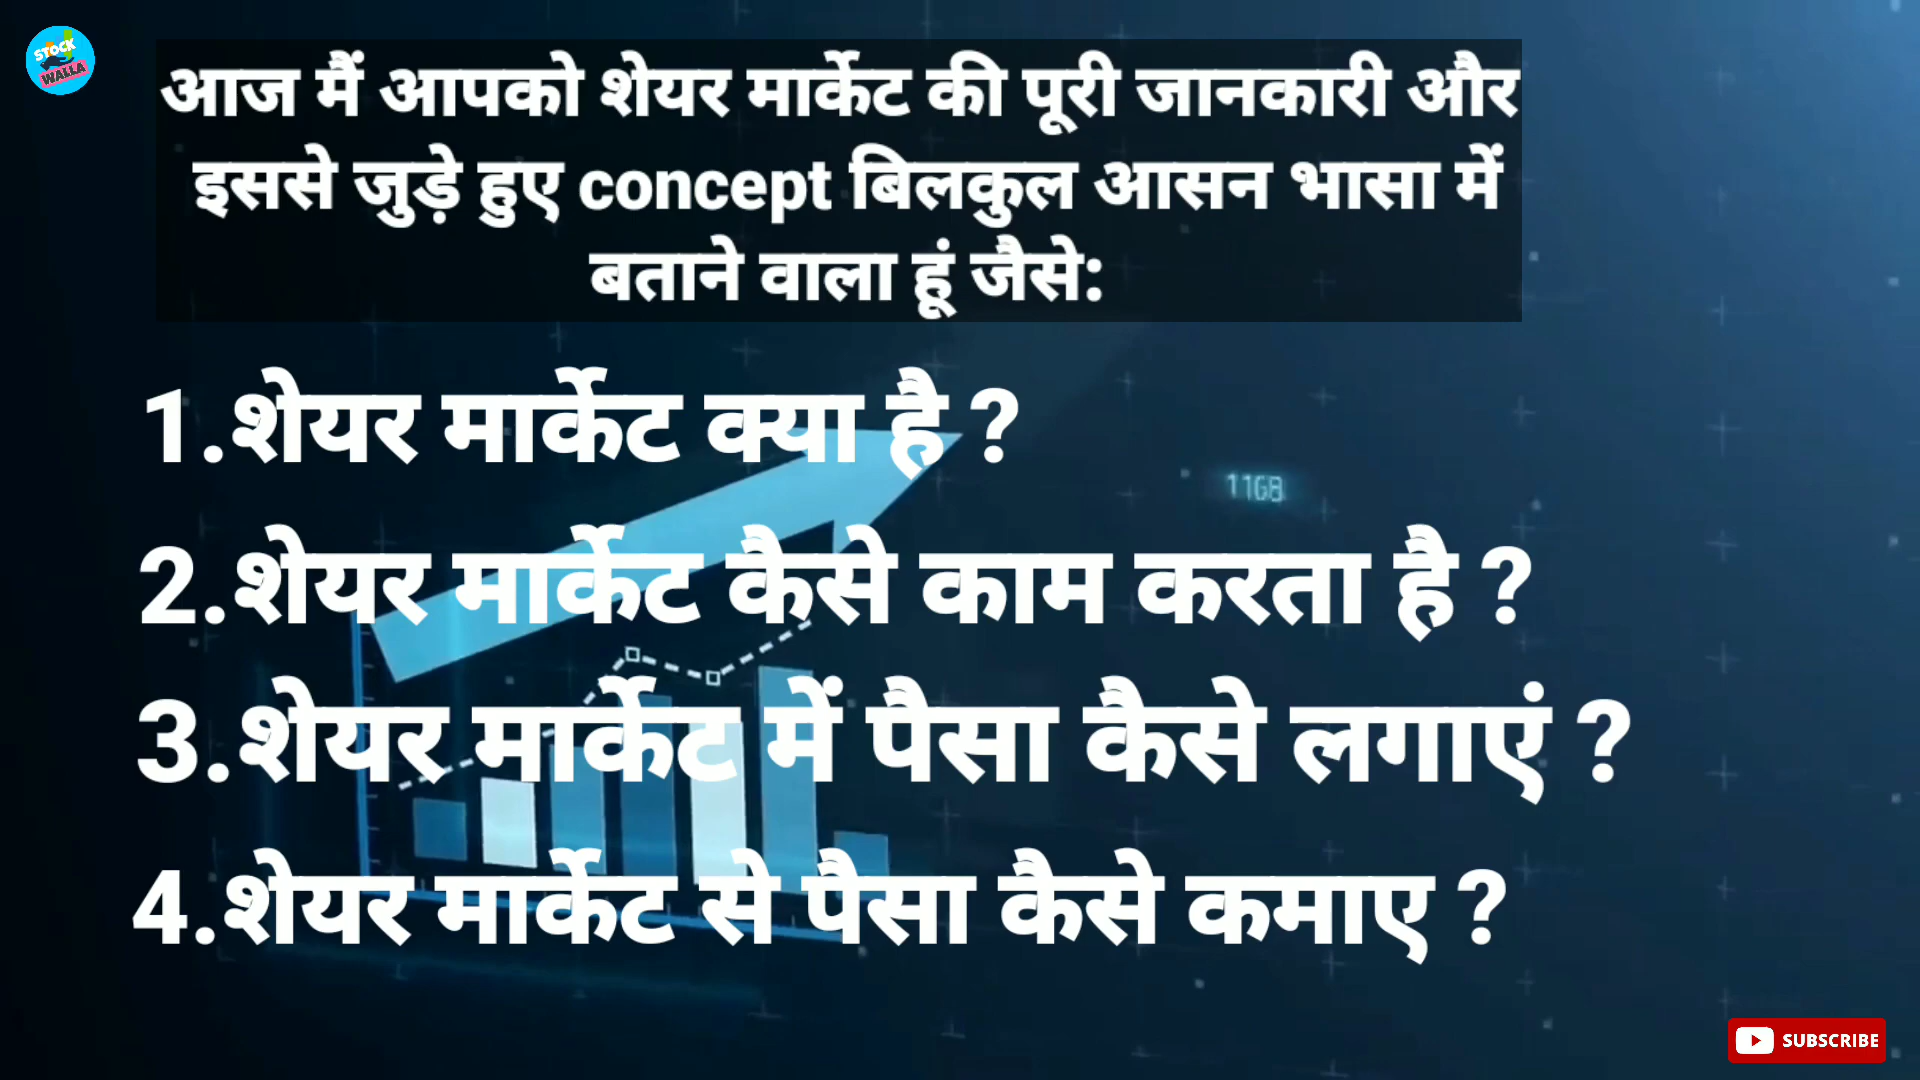 STOCK
WALLA
आज मैं आपको शेयर मार्केट की पूरी जानकारी और
इससे जुड़े हुए concept बिलकुल आसन भासा में
बताने वाला हूं जैसे:
1.शेयर मार्केट क्या है ?
11GB
2.शेयर मार्केट कैसे काम करता है ?
3.शेयर मार्केट में पैसा कैसे लगाएं ?
4.शेयर मार्केट से पैसा कैसे कमाए ?
SUBSCRIBE